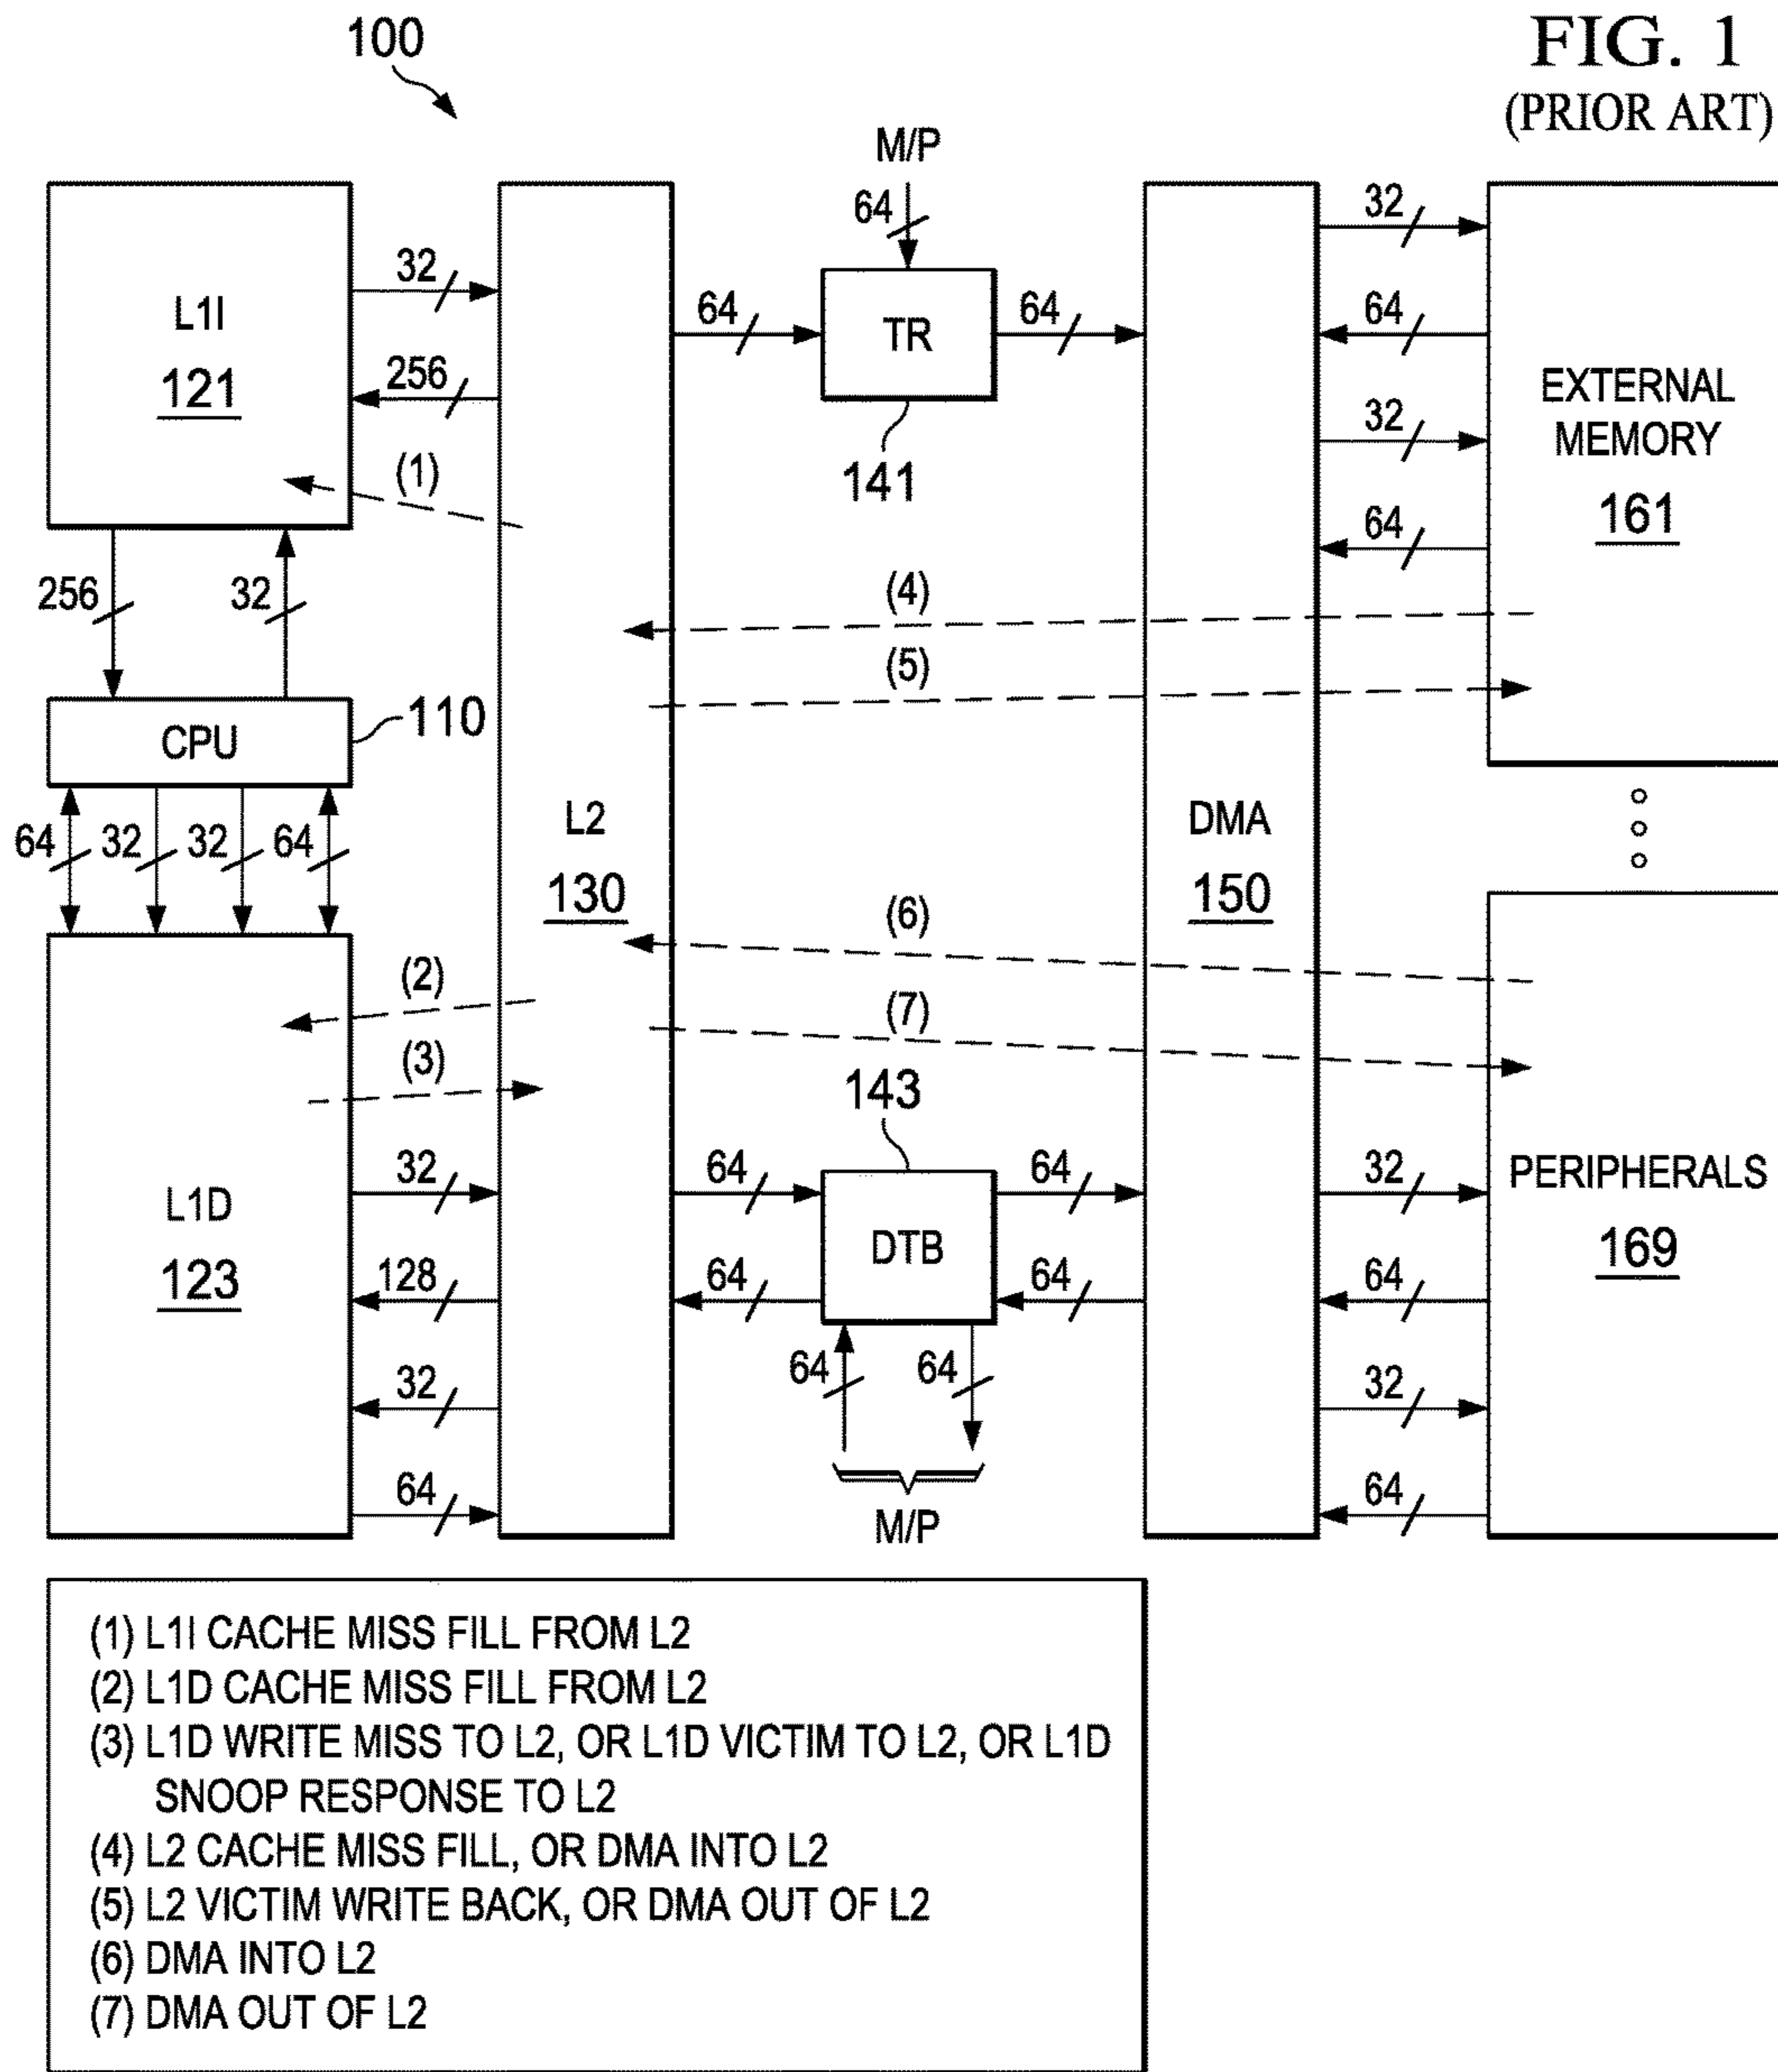 100
FIG. 1
(PRIOR ART)
M/P
64
32
L1I
121
32
256
(1)
64
TR
64
141
64
32
64
EXTERNAL
MEMORY
161
256
32
(4)
(5)
CPU
110
64
32
32
64
L2
130
DMA
150
(6)
(2)
(7)
(3)
143
L1D
123
32
128
32
64
64
64
DTB
64
64
64
64
M/P
32
64
32
64
PERIPHERALS
169
(1) L1I CACHE MISS FILL FROM L2
(2) L1D CACHE MISS FILL FROM L2
(3) L1D WRITE MISS TO L2, OR L1D VICTIM TO L2, OR L1D
SNOOP RESPONSE TO L2
(4) L2 CACHE MISS FILL, OR DMA INTO L2
(5) L2 VICTIM WRITE BACK, OR DMA OUT OF L2
(6) DMA INTO L2
(7) DMA OUT OF L2